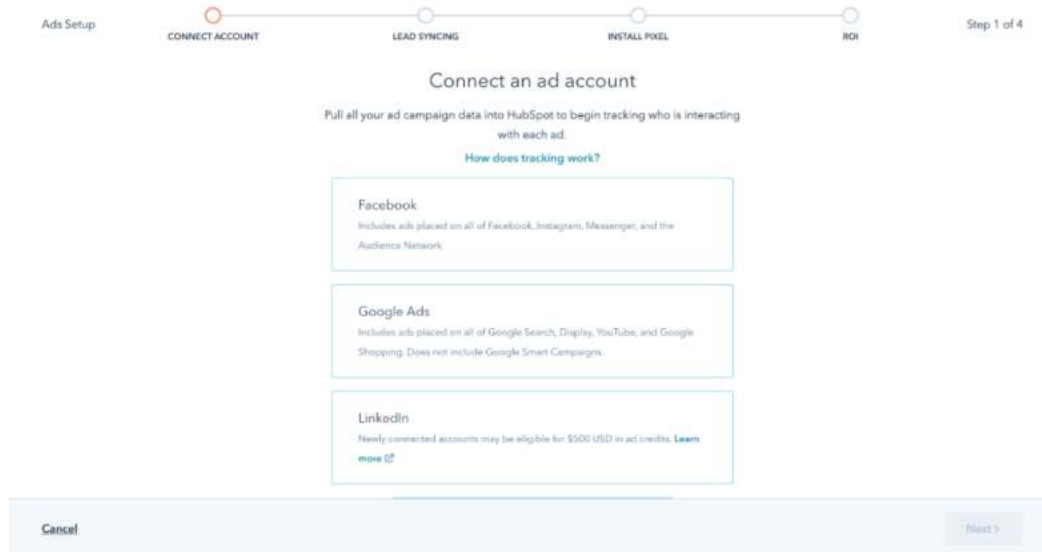 Ads Setup
CONNECT ACCOUNT
LEAD SYNCING
INSTALL PIXEL
ROI
Step 1 of 4
Connect an ad account
Pull all your ad campaign data into HubSpot to begin tracking who is interacting
with each ad.
How does tracking work?
Facebook
Includes ads placed on all of Facebook, Instagram, Messenger, and the
Audience Network
Google Ads
Includes ads placed on all of Google Search, Display, YouTube, and Google
Shopping. Does not include Google Smart Campaigns.
LinkedIn
Newly connected accounts may be eligible for $500 USD in ad credits. Learn
more
Cancel
Next >